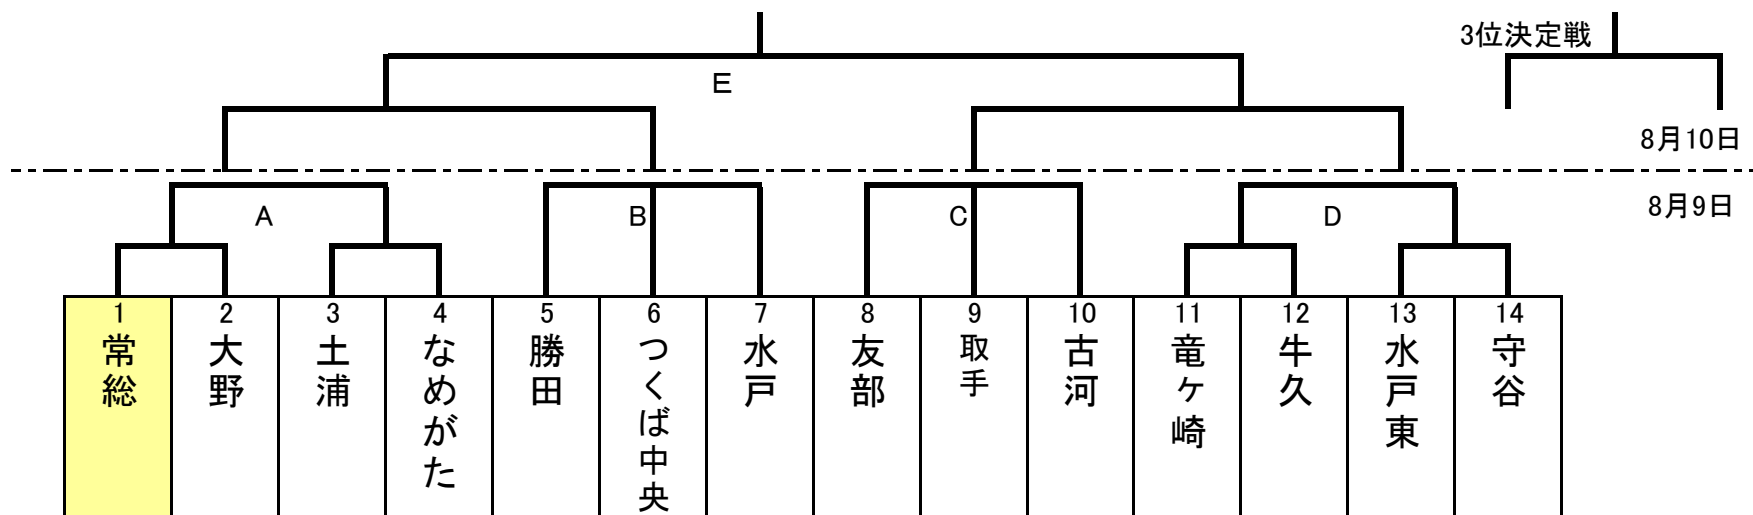 3位決定戦
E
8月10日
8月9日
A
B
C
D
1
常総
2
大野
3
土浦
4
なめがた
5
勝田
6
つくば中央
7
水戸
8
友部
9
取手
10
古河
11
竜ヶ崎
12
牛久
13
水戸東
14
守谷